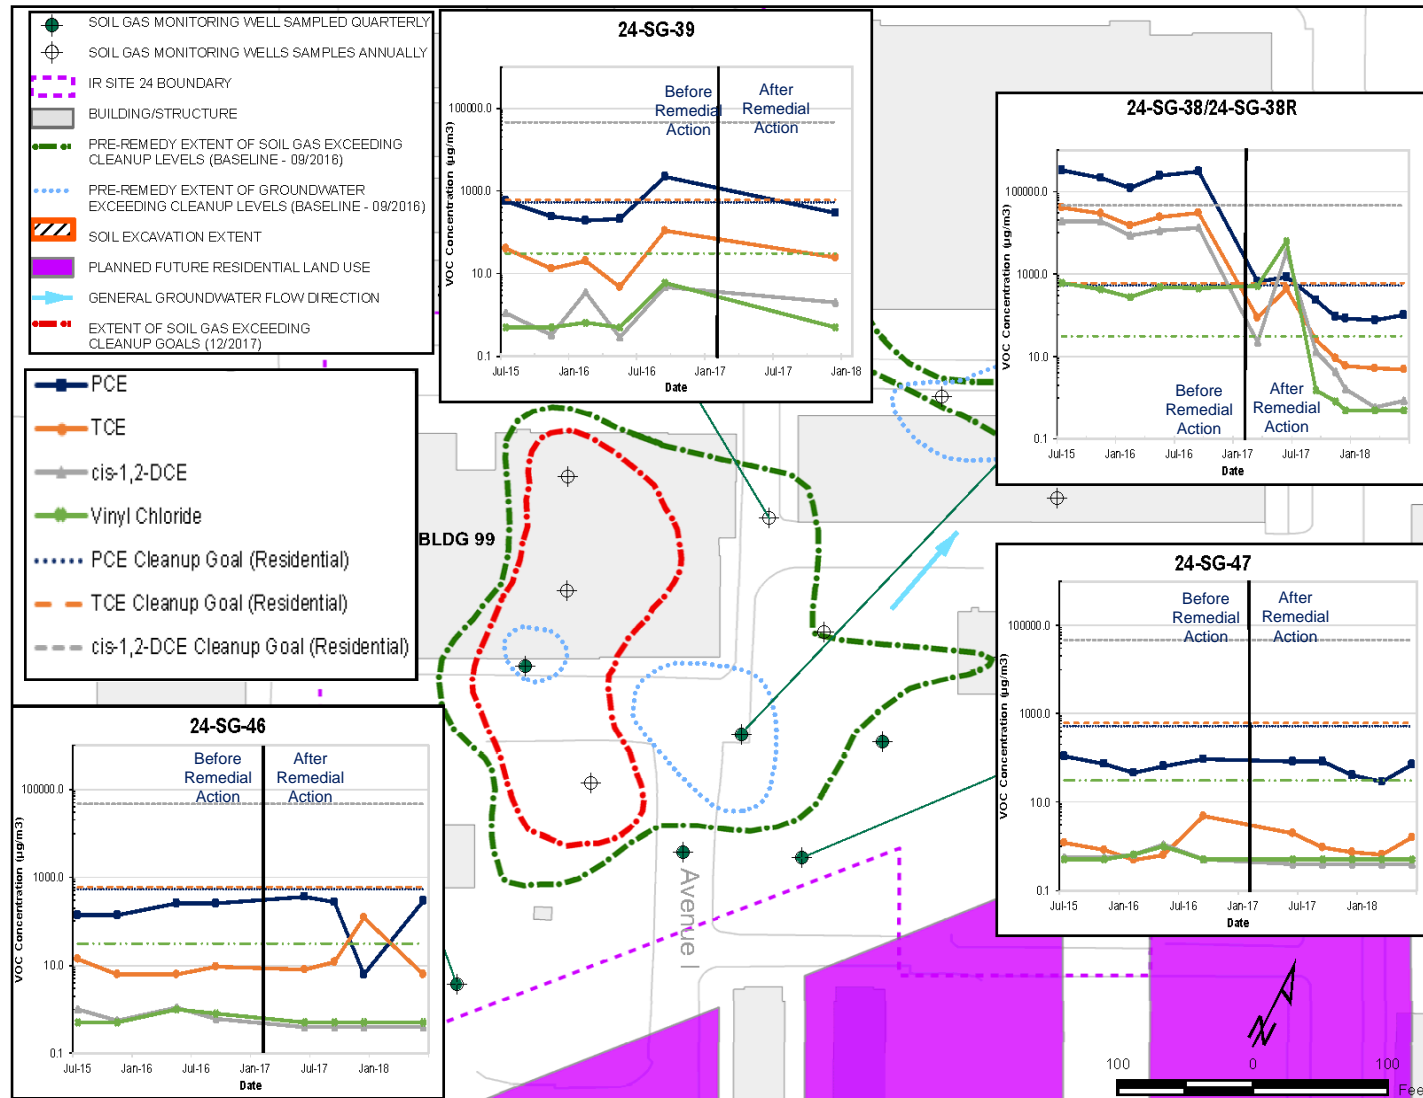 SOIL GAS MONITORING WELL SAMPLED QUARTERLY
SOIL GAS MONITORING WELLS SAMPLES ANNUALLY
IR SITE 24 BOUNDARY
BUILDING/STRUCTURE
PRE-REMEDY EXTENT OF SOIL GAS EXCEEDING
CLEANUP LEVELS (BASELINE - 09/2016)
PRE-REMEDY EXTENT OF GROUNDWATER
EXCEEDING CLEANUP LEVELS (BASELINE - 09/2016)
SOIL EXCAVATION EXTENT
PLANNED FUTURE RESIDENTIAL LAND USE
GENERAL GROUNDWATER FLOW DIRECTION
EXTENT OF SOIL GAS EXCEEDING
CLEANUP GOALS (12/2017)
PCE
TCE
cis-1,2-DCE
Vinyl Chloride
PCE Cleanup Goal (Residential)
TCE Cleanup Goal (Residential)
cis-1,2-DCE Cleanup Goal (Residential)
24-SG-39
VOC Concentration (µg/m3)
100000.0
1000.0
10.0
0.1
Before
Remedial
Action
After
Remedial
Action
Jul-15 Jan-16 Jul-16 Jan-17 Jul-17 Jan-18
Date
24-SG-38/24-SG-38R
VOC Concentration (µg/m3)
100000.0
1000.0
10.0
0.1
Before
Remedial
Action
After
Remedial
Action
Jul-15 Jan-16 Jul-16 Jan-17 Jul-17 Jan-18
Date
BLDG 99
24-SG-47
VOC Concentration (µg/m3)
100000.0
1000.0
10.0
0.1
Before
Remedial
Action
After
Remedial
Action
Jul-15 Jan-16 Jul-16 Jan-17 Jul-17 Jan-18
Date
24-SG-46
VOC Concentration (µg/m3)
100000.0
1000.0
10.0
0.1
Before
Remedial
Action
After
Remedial
Action
Jul-15 Jan-16 Jul-16 Jan-17 Jul-17 Jan-18
Date
Avenue I
N
100 0 100
Fee